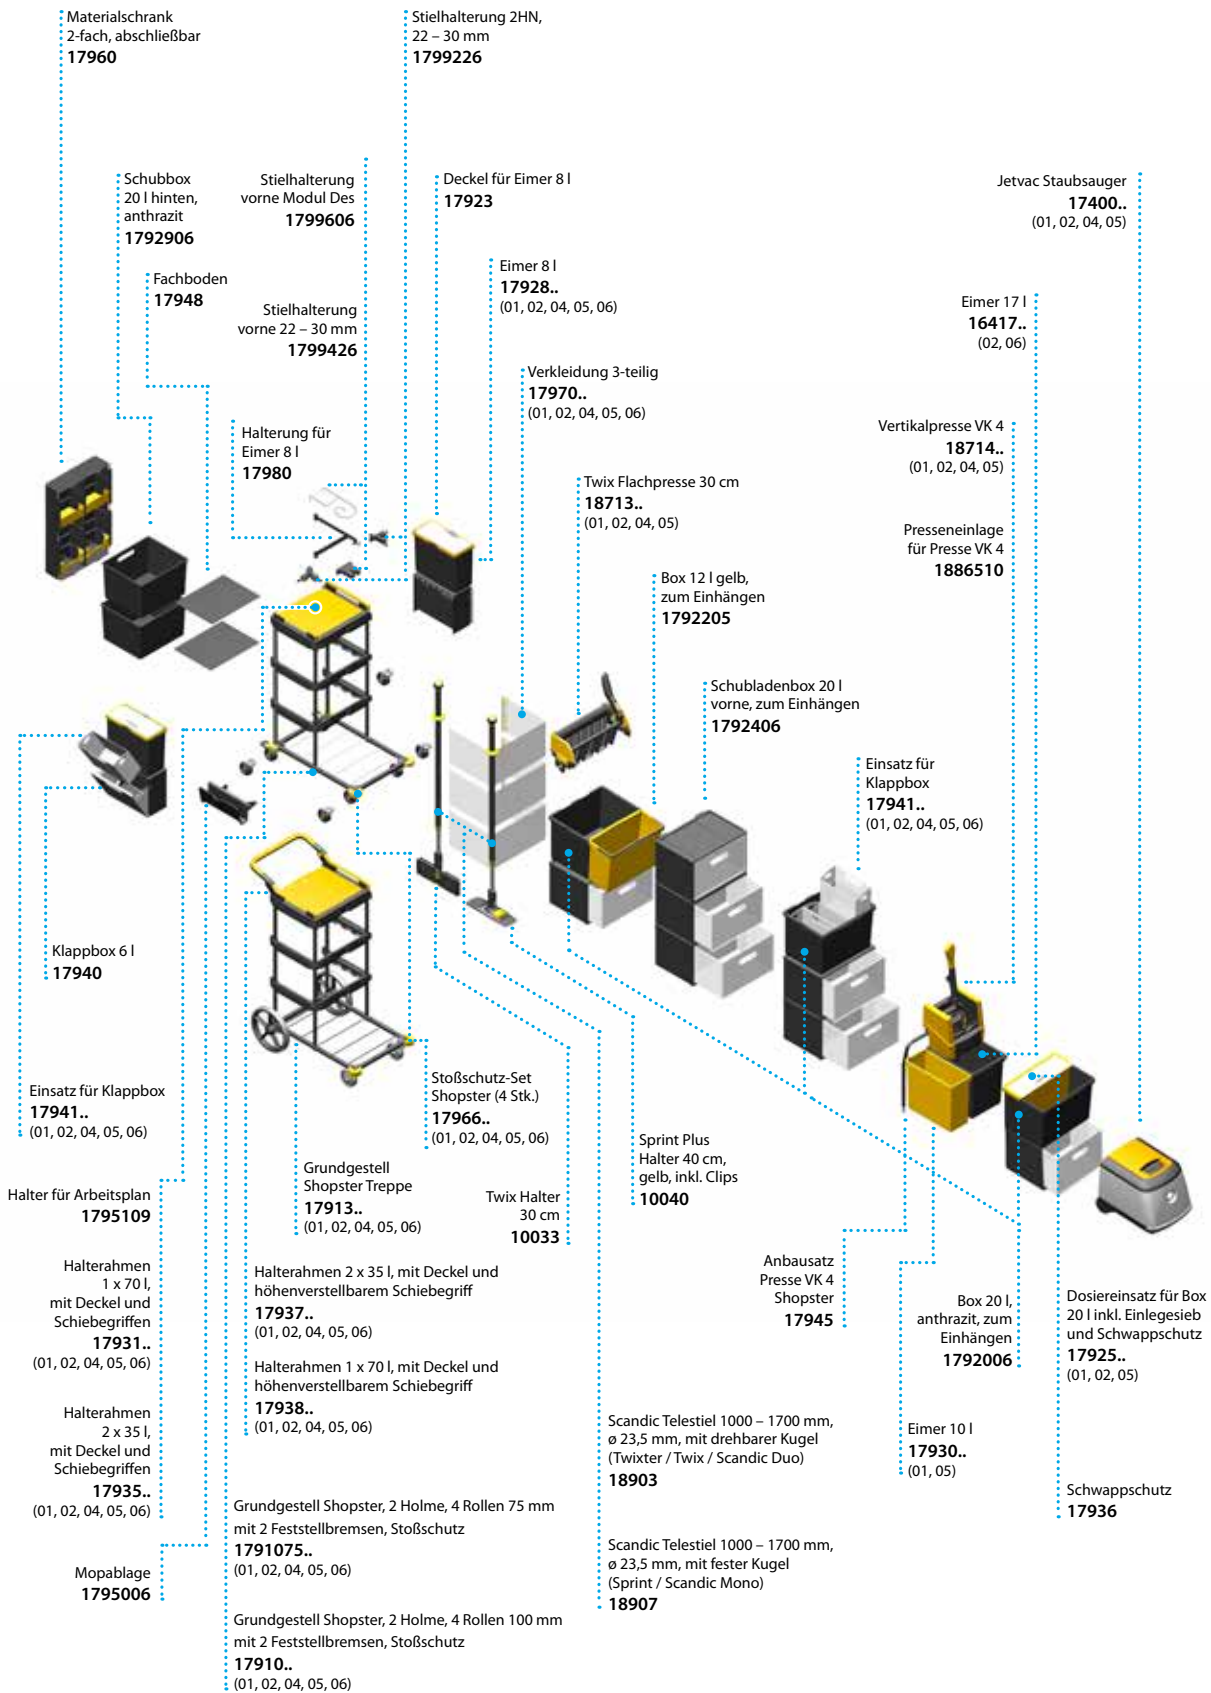 Materialschrank
2-fach, abschließbar
17960
Stielhalterung 2HN,
22 – 30 mm
1799226
Schubbox
20 l hinten,
anthrazit
1792906
Stielhalterung
vorne Modul Des
1799606
Deckel für Eimer 8 l
17923
Jetvac Staubsauger
17400..
(01, 02, 04, 05)
Fachboden
17948
Stielhalterung
vorne 22 – 30 mm
1799426
Eimer 8 l
17928..
(01, 02, 04, 05, 06)
Eimer 17 l
16417..
(02, 06)
Verkleidung 3-teilig
17970..
(01, 02, 04, 05, 06)
Halterung für
Eimer 8 l
17980
Vertikalpresse VK 4
18714..
(01, 02, 04, 05)
Twix Flachpresse 30 cm
18713..
(01, 02, 04, 05)
Presseneinlage
für Presse VK 4
1886510
Box 12 l gelb,
zum Einhängen
1792205
Schubladenbox 20 l
vorne, zum Einhängen
1792406
Einsatz für
Klappbox
17941..
(01, 02, 04, 05, 06)
Klappbox 6 l
17940
Einsatz für Klappbox
17941..
(01, 02, 04, 05, 06)
Stoßschutz-Set
Shopster (4 Stk.)
17966..
(01, 02, 04, 05, 06)
Grundgestell
Shopster Treppe
17913..
(01, 02, 04, 05, 06)
Sprint Plus
Halter 40 cm,
gelb, inkl. Clips
10040
Twix Halter
30 cm
10033
Halter für Arbeitsplan
1795109
Halterahmen
1 x 70 l,
mit Deckel und
Schiebegriffen
17931..
(01, 02, 04, 05, 06)
Halterahmen 2 x 35 l, mit Deckel und
höhenverstellbarem Schiebegriff
17937..
(01, 02, 04, 05, 06)
Anbausatz
Presse VK 4
Shopster
17945
Box 20 l,
anthrazit, zum
Einhängen
1792006
Dosiereinsatz für Box
20 l inkl. Einlegesieb
und Schwappschutz
17925..
(01, 02, 05)
Halterahmen 1 x 70 l, mit Deckel und
höhenverstellbarem Schiebegriff
17938..
(01, 02, 04, 05, 06)
Halterahmen
2 x 35 l,
mit Deckel und
Schiebegriffen
17935..
(01, 02, 04, 05, 06)
Scandic Telestiel 1000 – 1700 mm,
ø 23,5 mm, mit drehbarer Kugel
(Twixter / Twix / Scandic Duo)
18903
Eimer 10 l
17930..
(01, 05)
Schwappschutz
17936
Grundgestell Shopster, 2 Holme, 4 Rollen 75 mm
mit 2 Feststellbremsen, Stoßschutz
1791075..
(01, 02, 04, 05, 06)
Mopablage
1795006
Scandic Telestiel 1000 – 1700 mm,
ø 23,5 mm, mit fester Kugel
(Sprint / Scandic Mono)
18907
Grundgestell Shopster, 2 Holme, 4 Rollen 100 mm
mit 2 Feststellbremsen, Stoßschutz
17910..
(01, 02, 04, 05, 06)